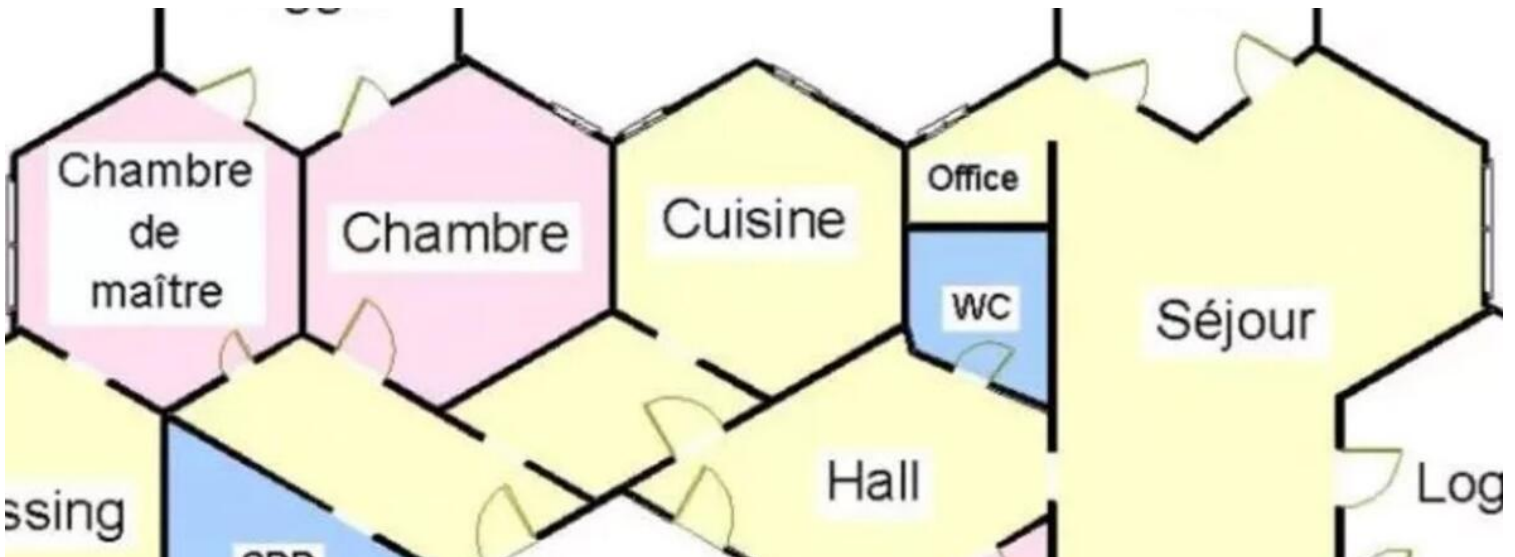 Chambre
de
maître
Chambre
Cuisine
Office
WC
Séjour
Hall
ssing
Log